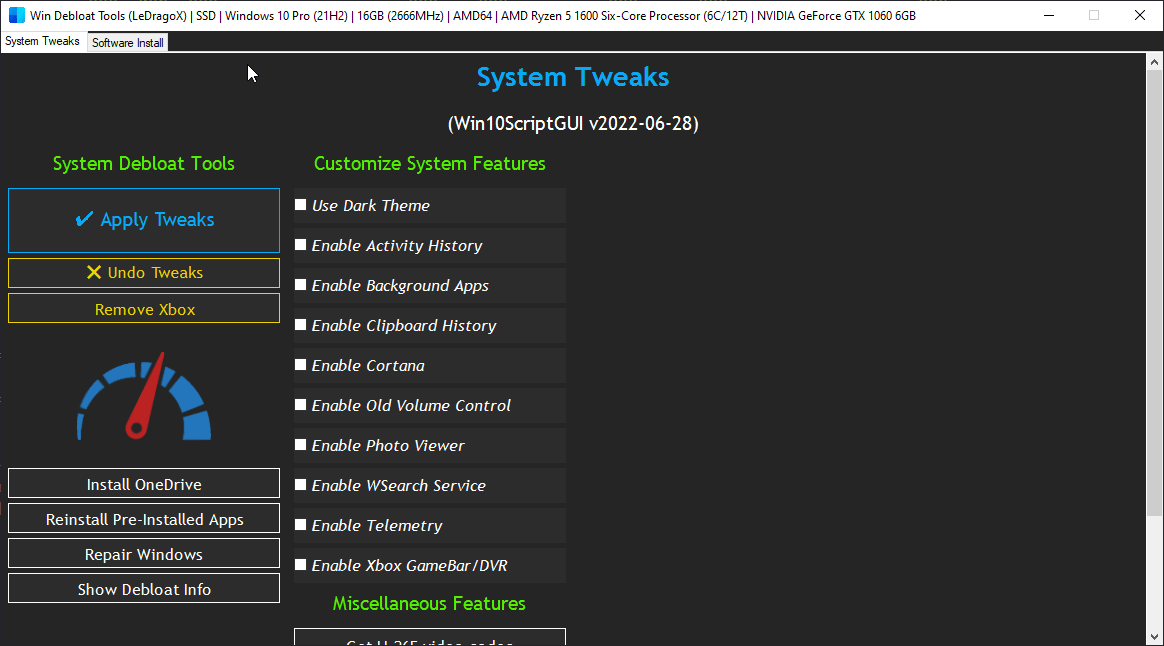 Win Debloat Tools (LeDragoX) | SSD | Windows 10 Pro (21H2) | 16GB (2666MHz) | AMD64 | AMD Ryzen 5 1600 Six-Core Processor (6C/12T) | NVIDIA GeForce GTX 1060 6GB
System Tweaks
Software Install
System Tweaks
(Win10ScriptGUI v2022-06-28)
System Debloat Tools
✔ Apply Tweaks
❌ Undo Tweaks
Remove Xbox
Install OneDrive
Reinstall Pre-Installed Apps
Repair Windows
Show Debloat Info
Customize System Features
Use Dark Theme
Enable Activity History
Enable Background Apps
Enable Clipboard History
Enable Cortana
Enable Old Volume Control
Enable Photo Viewer
Enable WSearch Service
Enable Telemetry
Enable Xbox GameBar/DVR
Miscellaneous Features
Get H.265 video codec